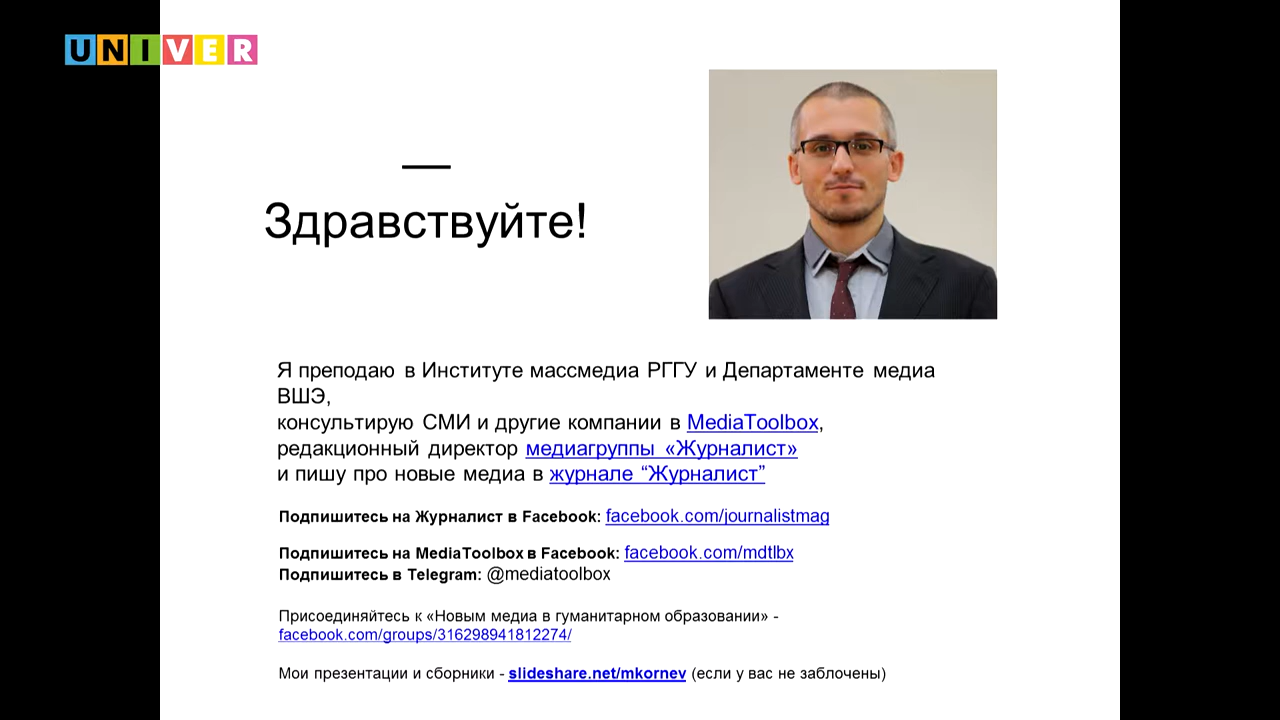 UNIVER
Здравствуйте!
Я преподаю в Институте массмедиа РГГУ и Департаменте медиа
ВШЭ,
консультирую СМИ и другие компании в MediaToolbox,
редакционный директор медиагруппы «Журналист»
и пишу про новые медиа в журнале “Журналист”
Подпишитесь на Журналист в Facebook: facebook.com/journalistmag
Подпишитесь на MediaToolbox в Facebook: facebook.com/mdtlbx
Подпишитесь в Telegram: @mediatoolbox
Присоединяйтесь к «Новым медиа в гуманитарном образовании» -
facebook.com/groups/316298941812274/
Мои презентации и сборники - slideshare.net/mkornev (если у вас не заблочены)